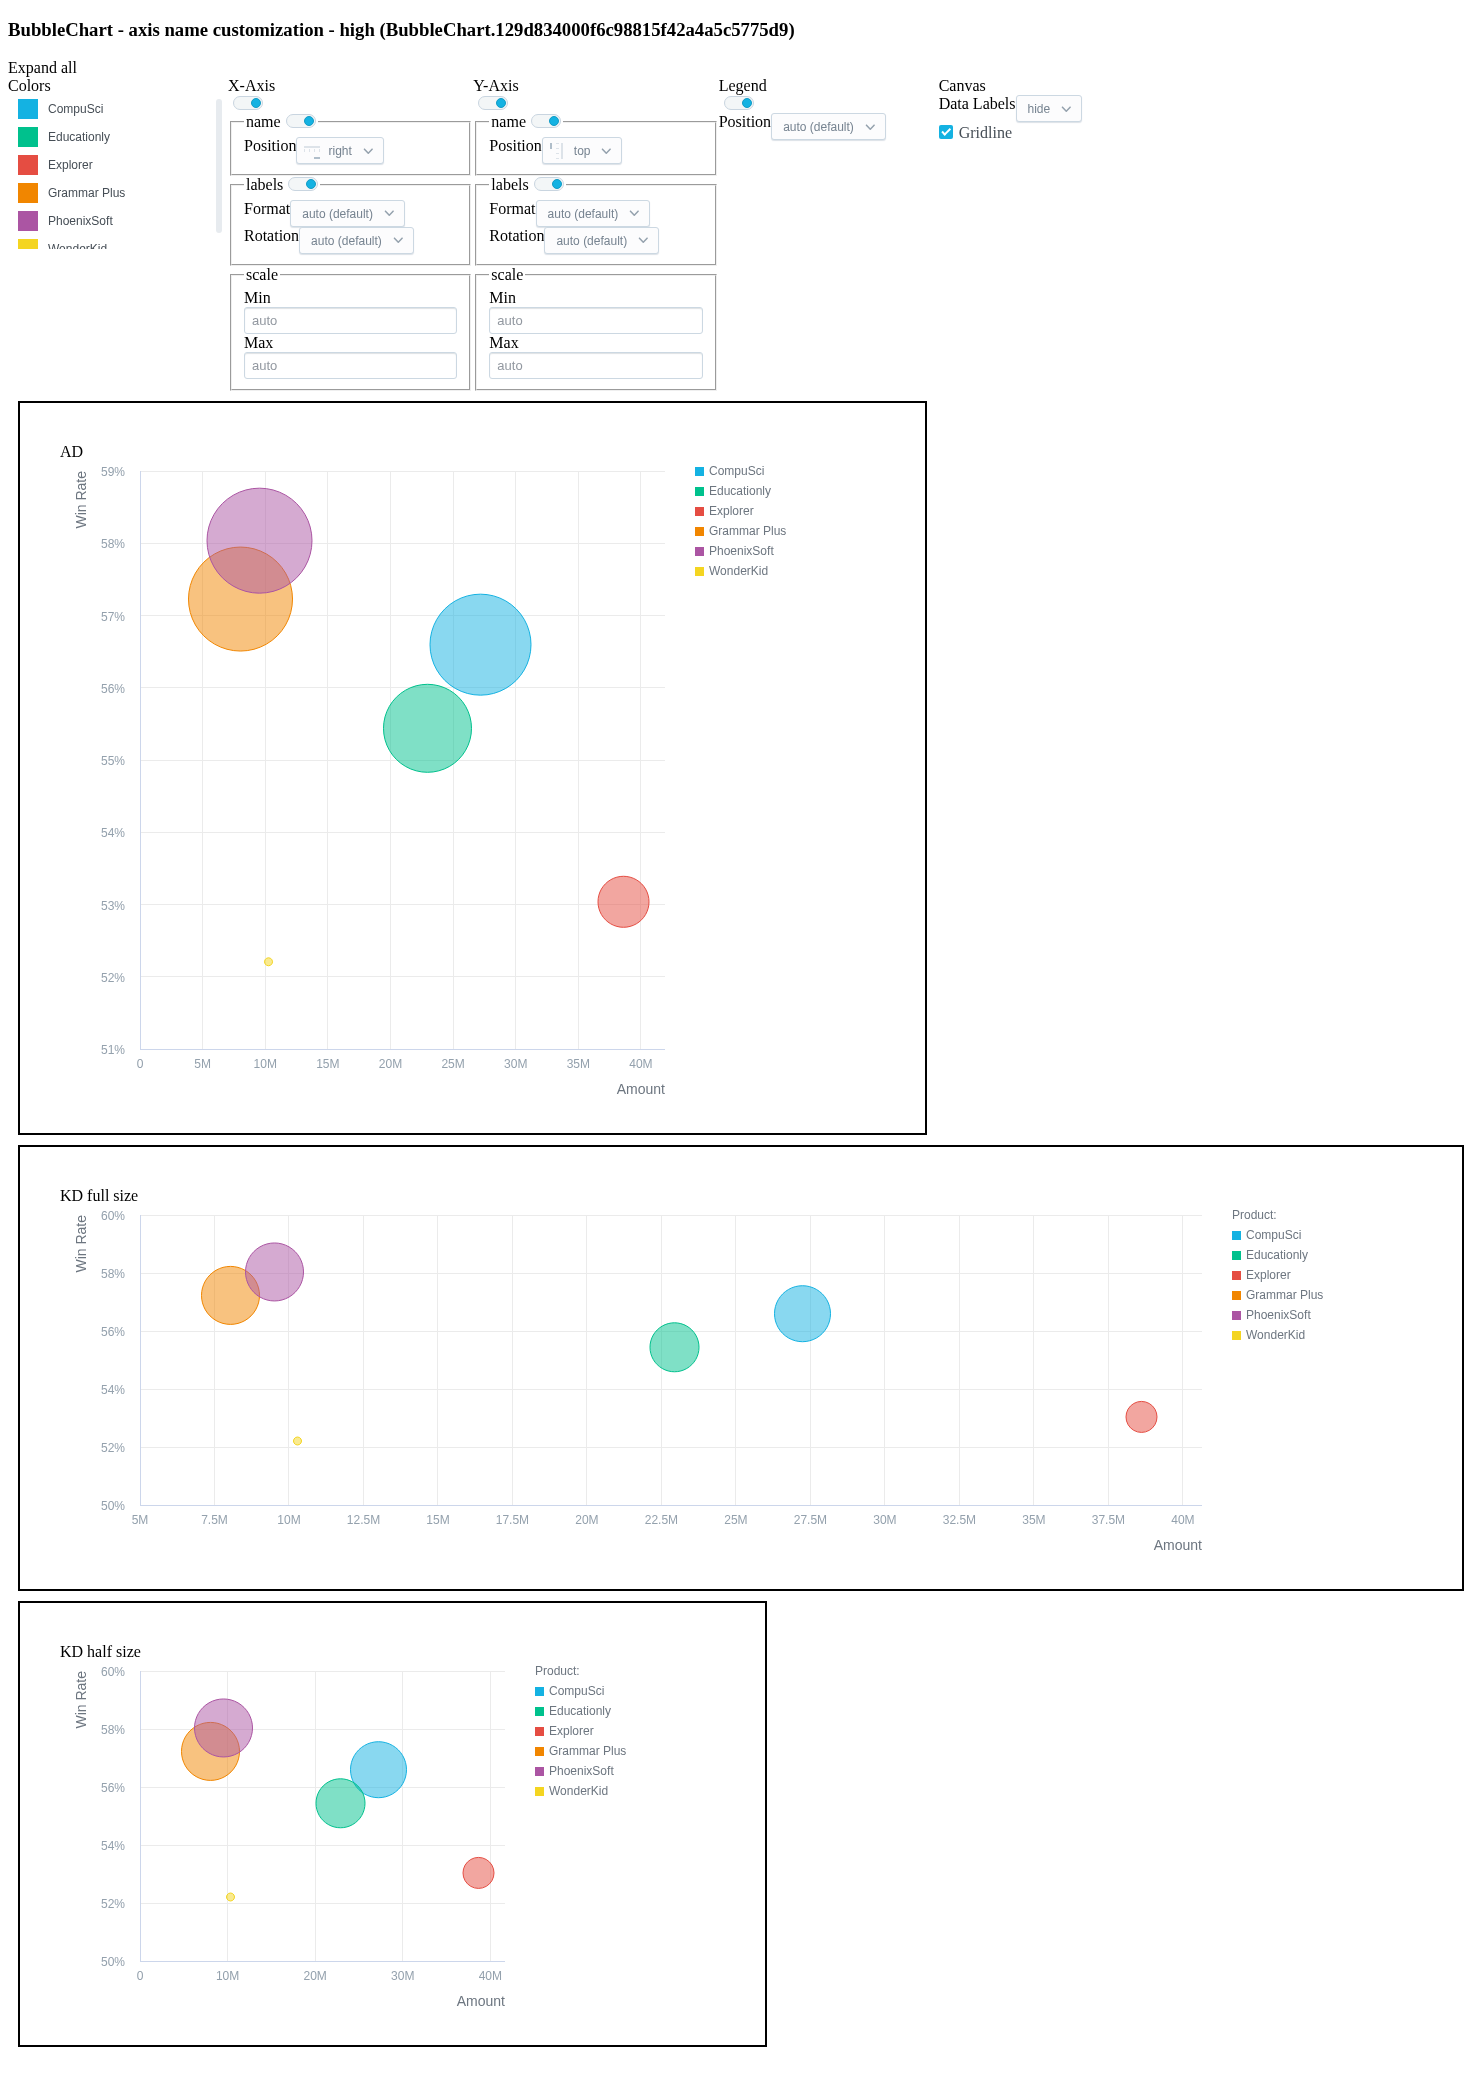 BubbleChart - axis name customization - high (BubbleChart.129d834000f6c98815f42a4a5c5775d9)
Expand all
Colors
CompuSci
Educationly
Explorer
Grammar Plus
PhoenixSoft
WonderKid
X-Axis
name
Position right
labels
Format auto (default)
Rotation auto (default)
scale
Min
auto
Max
auto
Y-Axis
name
Position top
labels
Format auto (default)
Rotation auto (default)
scale
Min
auto
Max
auto
Legend
Position auto (default)
Canvas
Data Labels hide
Gridline
AD
Win Rate
59%
58%
57%
56%
55%
54%
53%
52%
51%
0 5M 10M 15M 20M 25M 30M 35M 40M
Amount
CompuSci
Educationly
Explorer
Grammar Plus
PhoenixSoft
WonderKid
KD full size
Win Rate
60%
58%
56%
54%
52%
50%
5M 7.5M 10M 12.5M 15M 17.5M 20M 22.5M 25M 27.5M 30M 32.5M 35M 37.5M 40M
Amount
Product:
CompuSci
Educationly
Explorer
Grammar Plus
PhoenixSoft
WonderKid
KD half size
Win Rate
60%
58%
56%
54%
52%
50%
0 10M 20M 30M 40M
Amount
Product:
CompuSci
Educationly
Explorer
Grammar Plus
PhoenixSoft
WonderKid